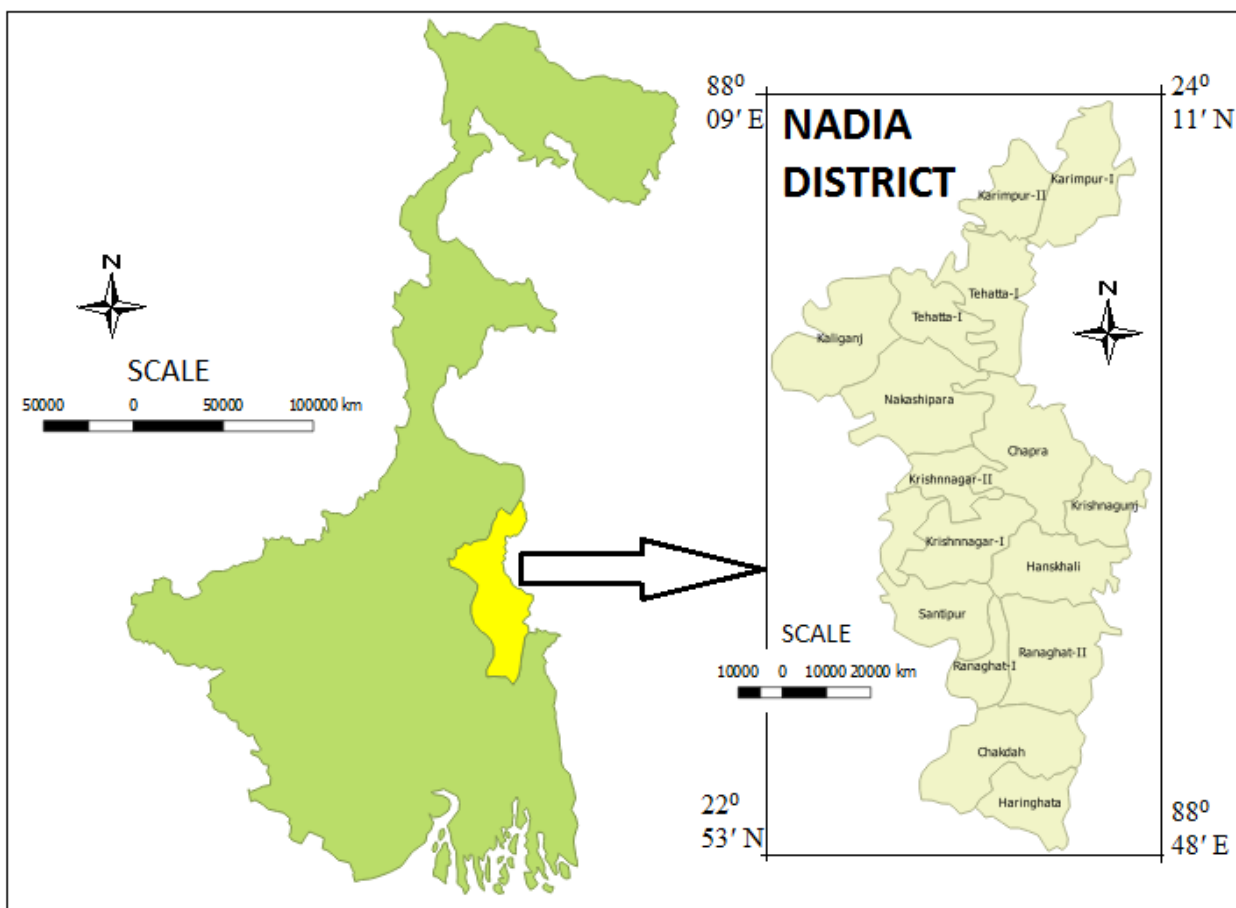 N
SCALE
50000 0 50000 100000 km
88⁰
09′ E
24⁰
11′ N
NADIA
DISTRICT
Karimpur-I
Karimpur-II
N
Tehatta-I
Tehatta-I
Kaliganj
Nakashipara
Chapra
Krishnnagar-II
Krishnagunj
Krishnnagar-I
Hanskhali
Santipur
SCALE
Ranaghat-II
Ranaghat-I
10000 0 10000 20000 km
Chakdah
Haringhata
22⁰
53′ N
88⁰
48′ E